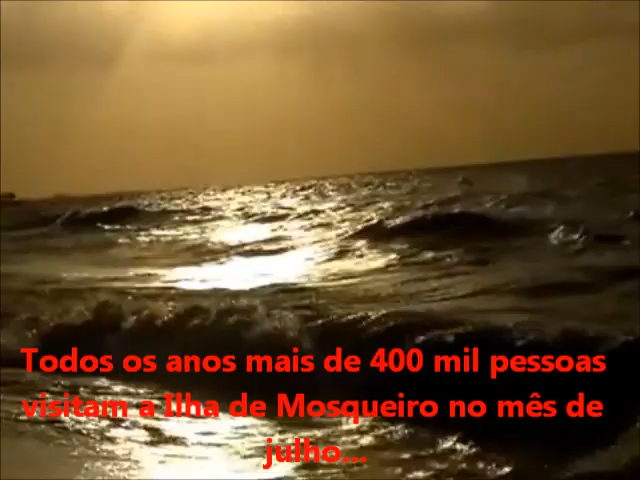 Todos os anos mais de 400 mil pessoas
visitam a Ilha de Mosqueiro no mês de
julho...